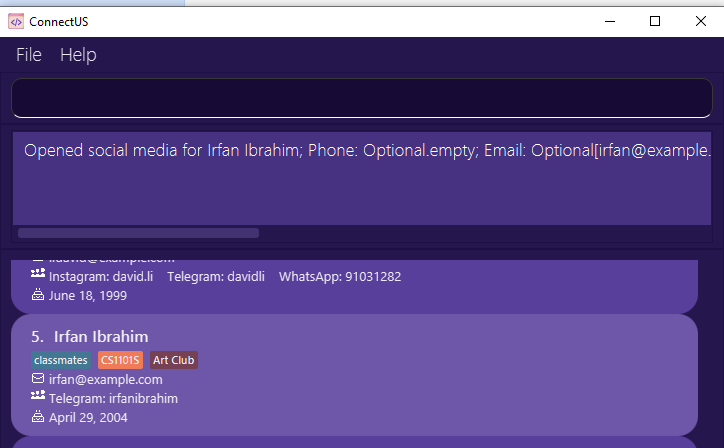 ConnectUS
File Help
Opened social media for Irfan Ibrahim; Phone: Optional.empty; Email: Optional[irfan@example.
Instagram: david.li Telegram: davidli WhatsApp: 91031282
June 18, 1999
5. Irfan Ibrahim
classmates CS1101S Art Club
irfan@example.com
Telegram: irfanibrahim
April 29, 2004